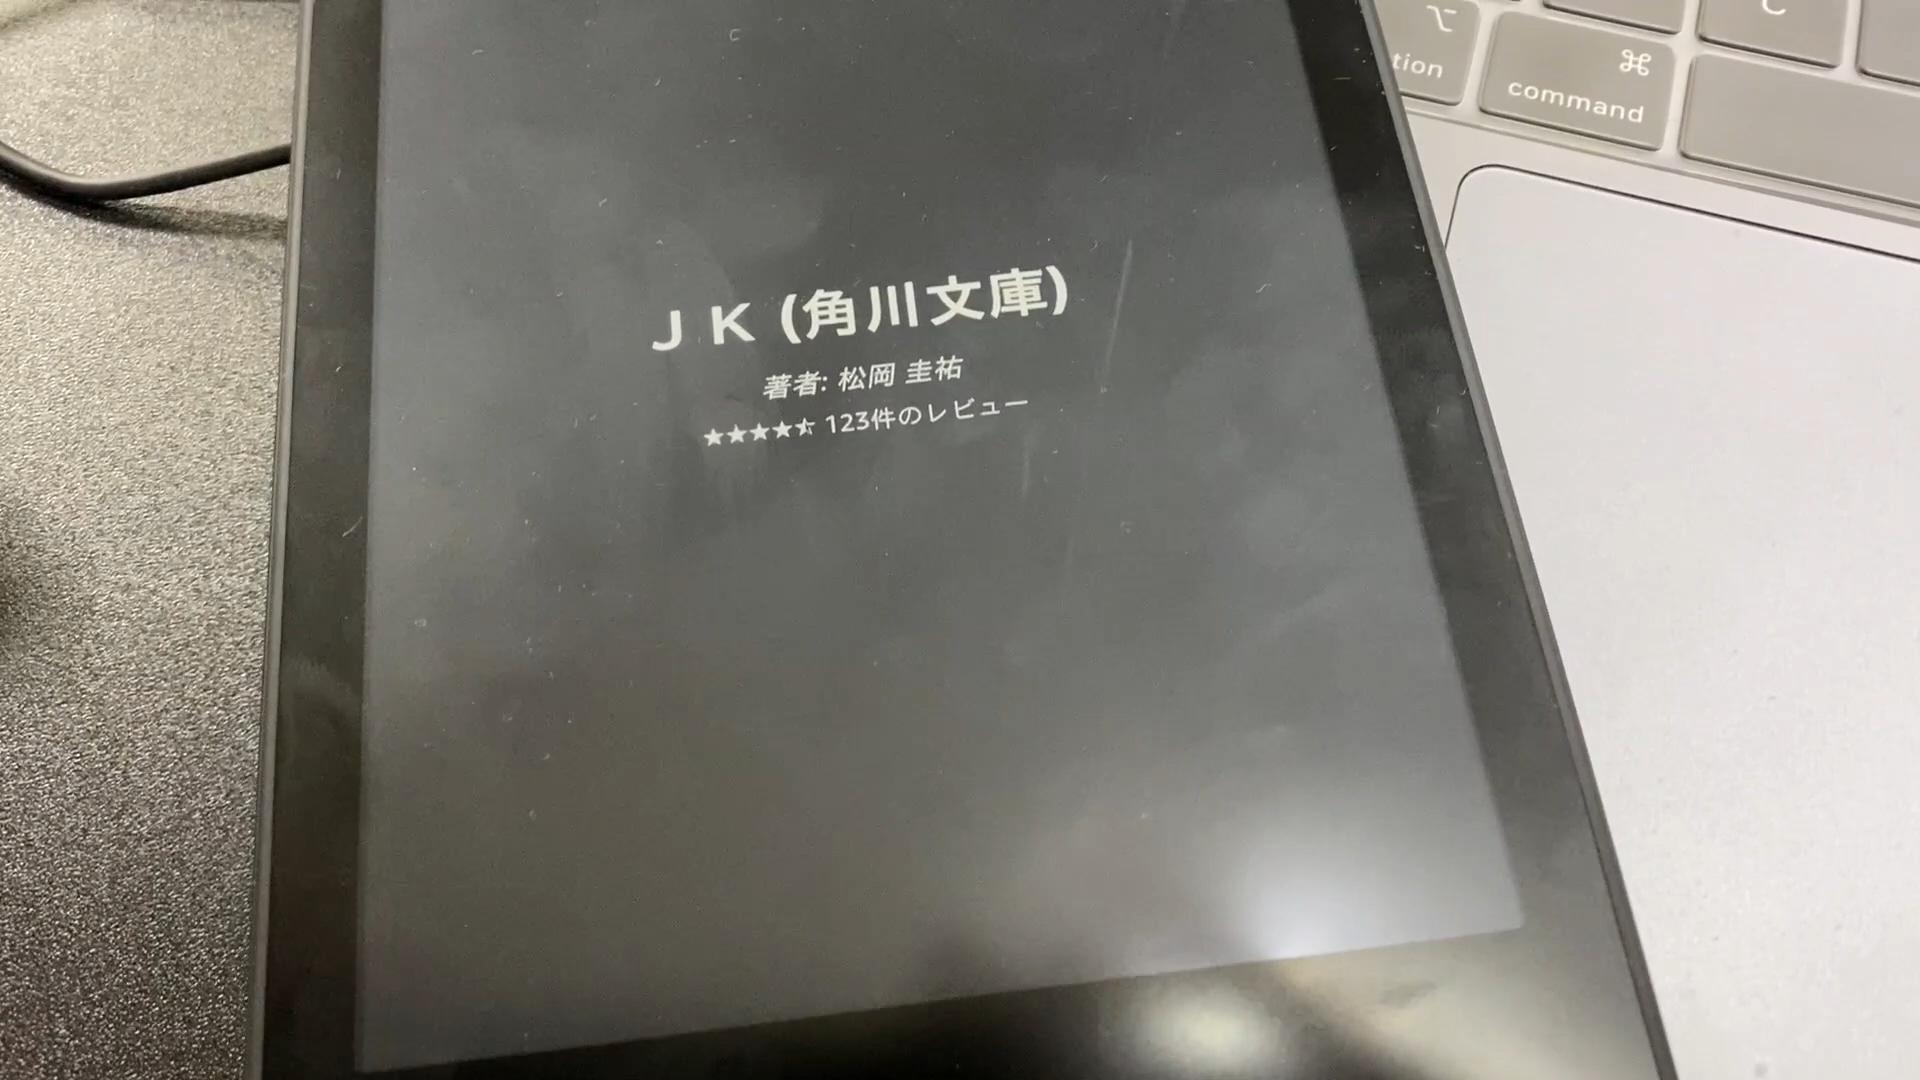 ⌥
tion
⌘
command
C
J K (角川文庫)
著者: 松岡 圭祐
★★★★⯪ 123件のレビュー